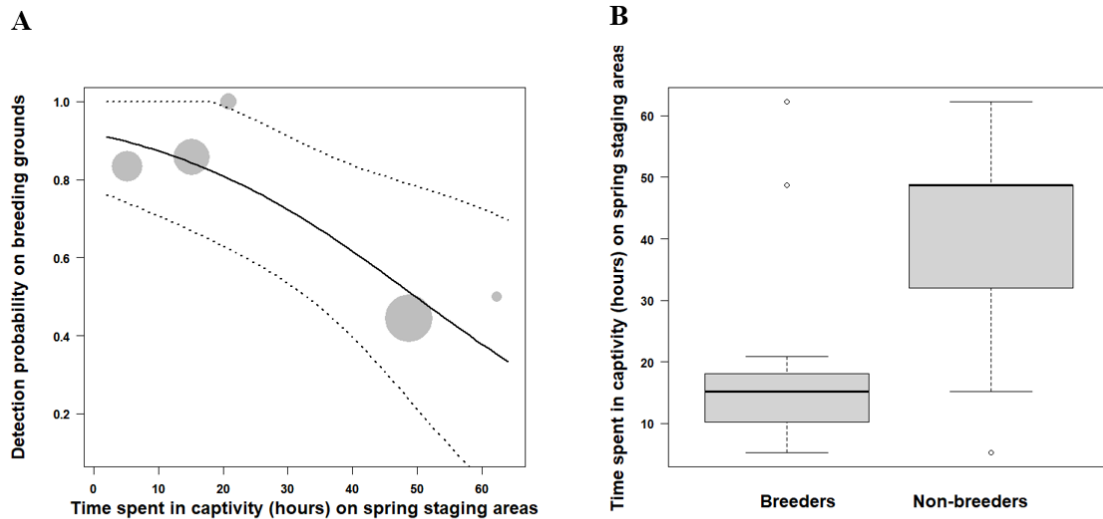 A
Detection probability on breeding grounds
1.0
0.8
0.6
0.4
0.2
0 10 20 30 40 50 60
Time spent in captivity (hours) on spring staging areas
B
Time spent in captivity (hours) on spring staging areas
60
50
40
30
20
10
Breeders Non-breeders